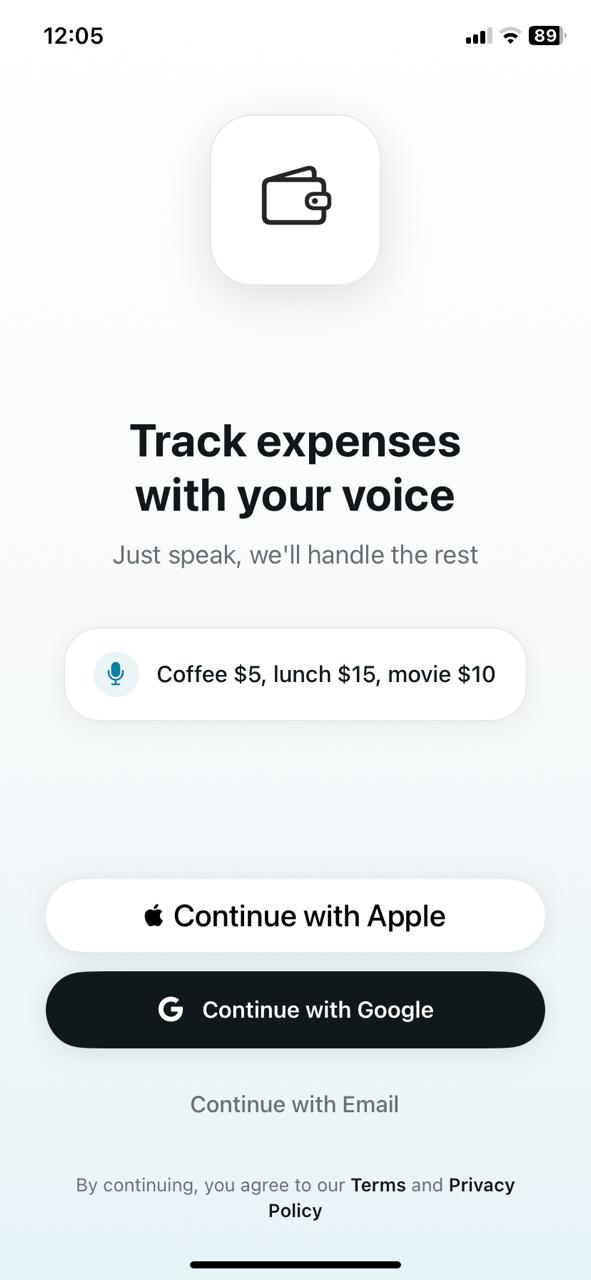 12:05
89
Track expenses
with your voice
Just speak, we'll handle the rest
Coffee $5, lunch $15, movie $10
Continue with Apple
G Continue with Google
Continue with Email
By continuing, you agree to our Terms and Privacy
Policy